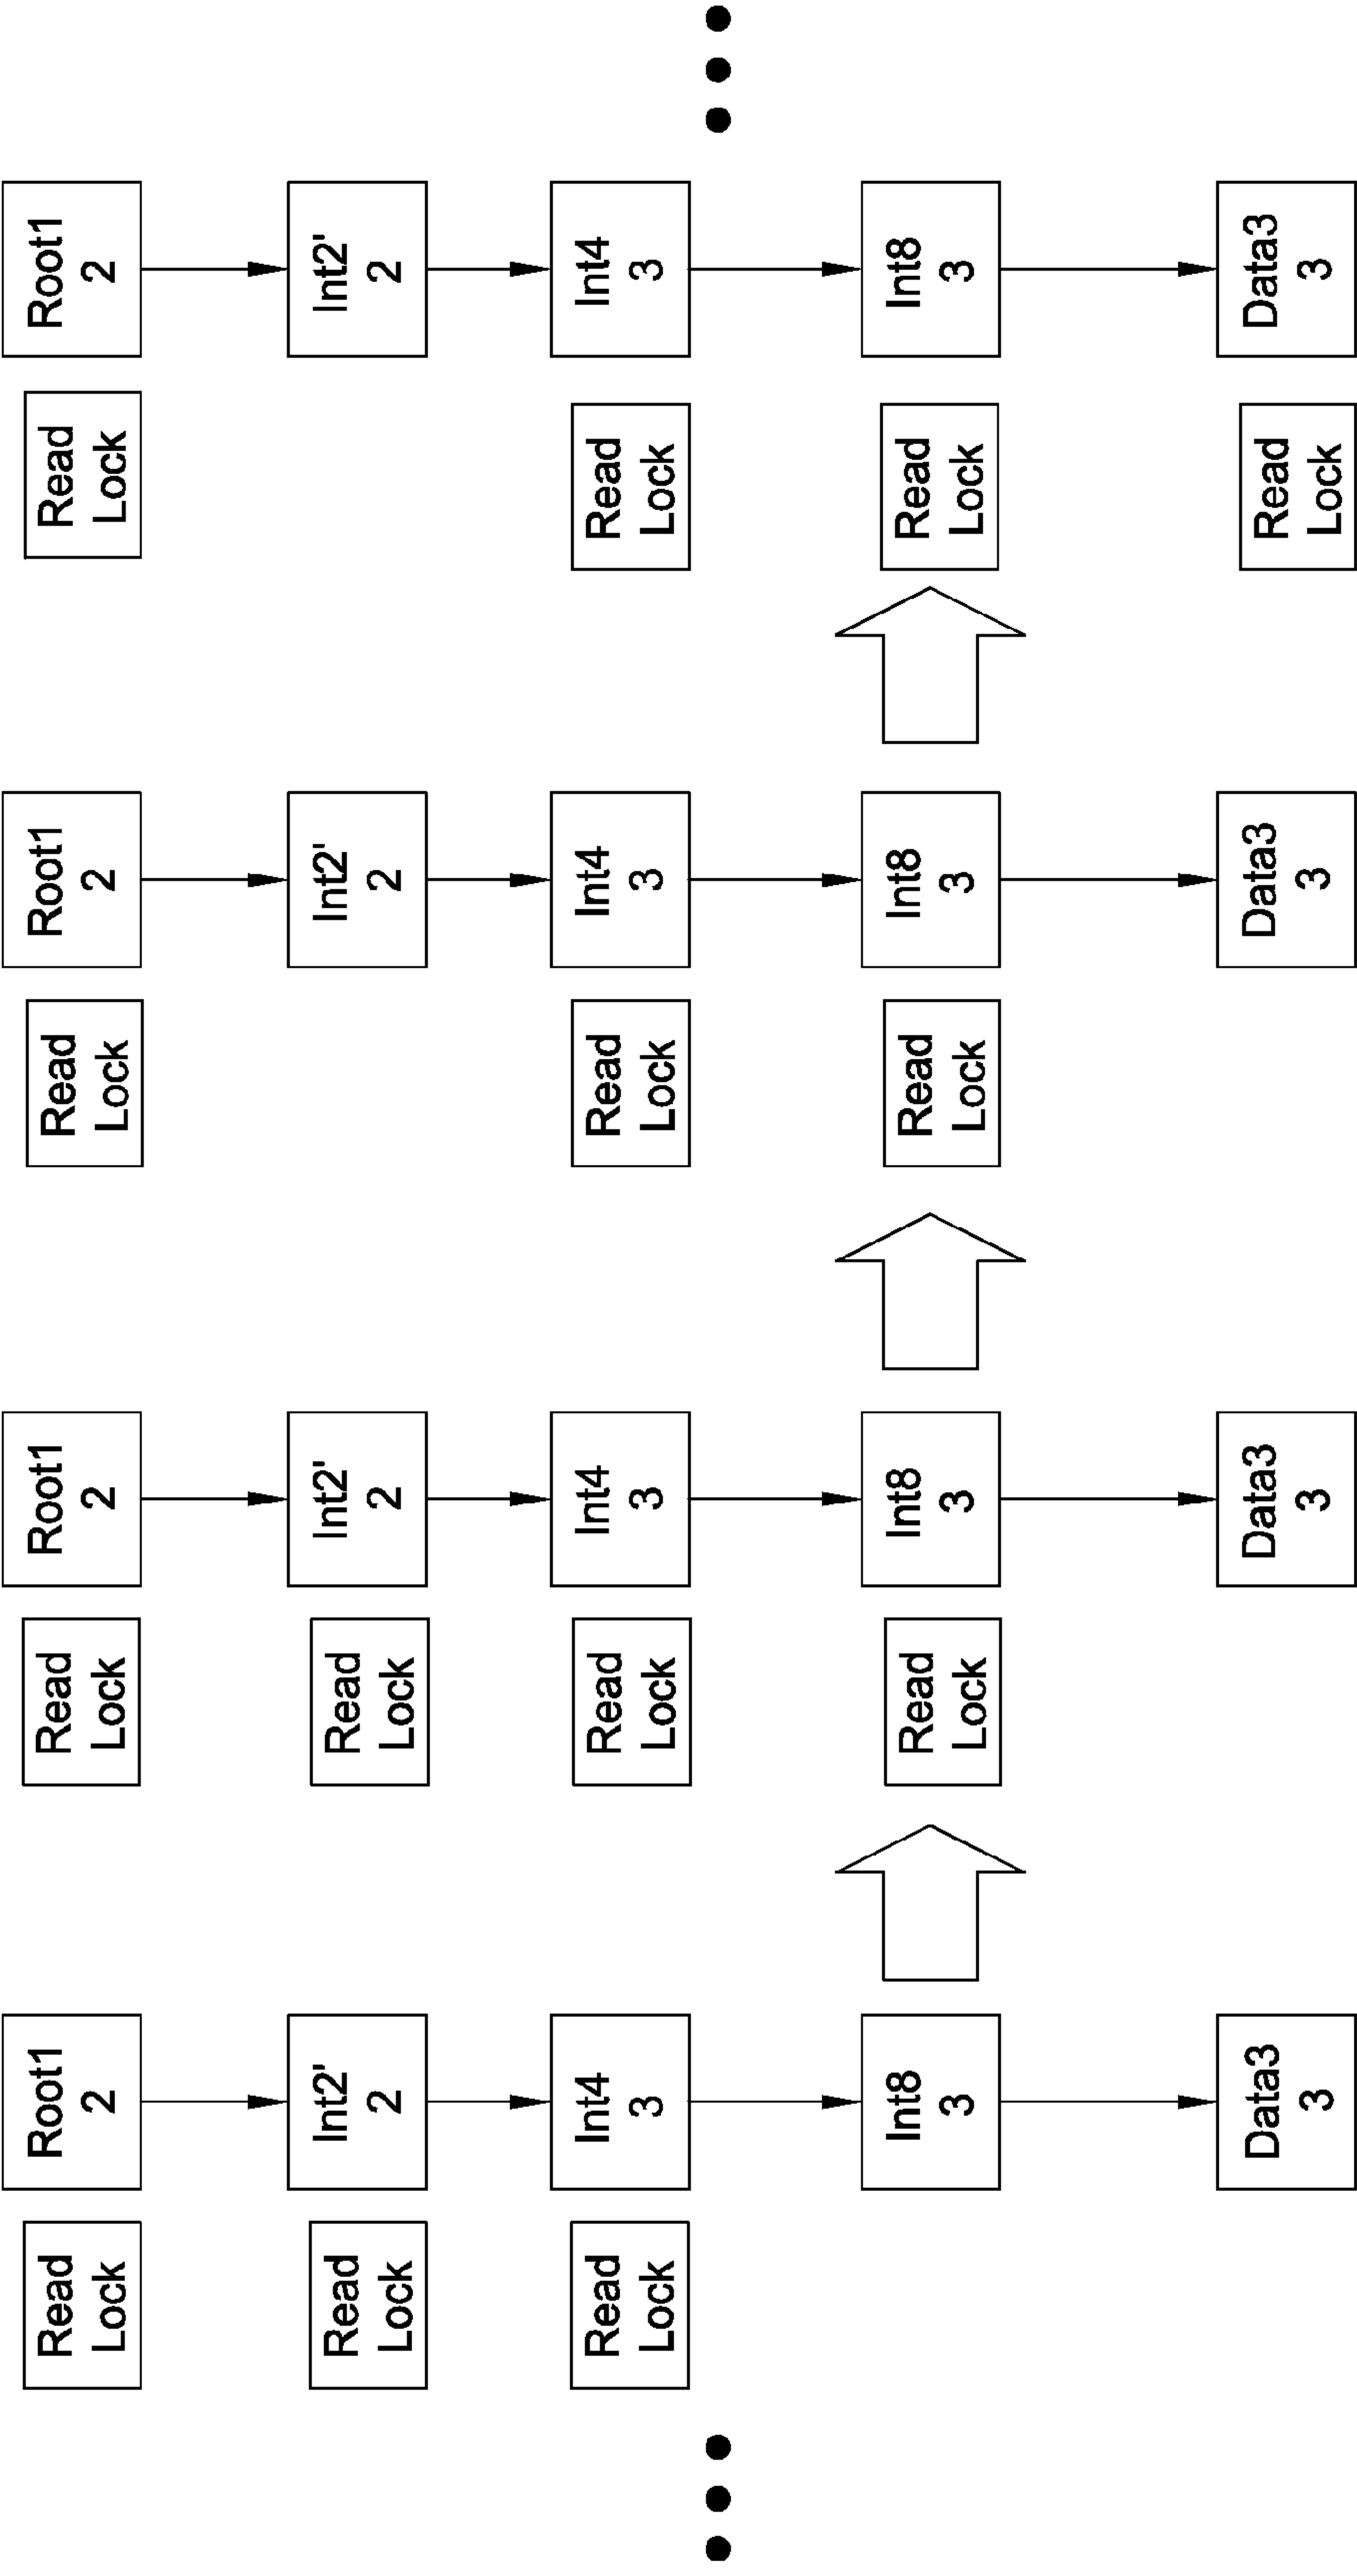 Read
Lock
Root1
2
Read
Lock
Int2'
2
Read
Lock
Int4
3
Int8
3
Data3
3
Read
Lock
Root1
2
Read
Lock
Int2'
2
Read
Lock
Int4
3
Read
Lock
Int8
3
Data3
3
Read
Lock
Root1
2
Int2'
2
Read
Lock
Int4
3
Read
Lock
Int8
3
Data3
3
Read
Lock
Root1
2
Int2'
2
Read
Lock
Int4
3
Read
Lock
Int8
3
Read
Lock
Data3
3